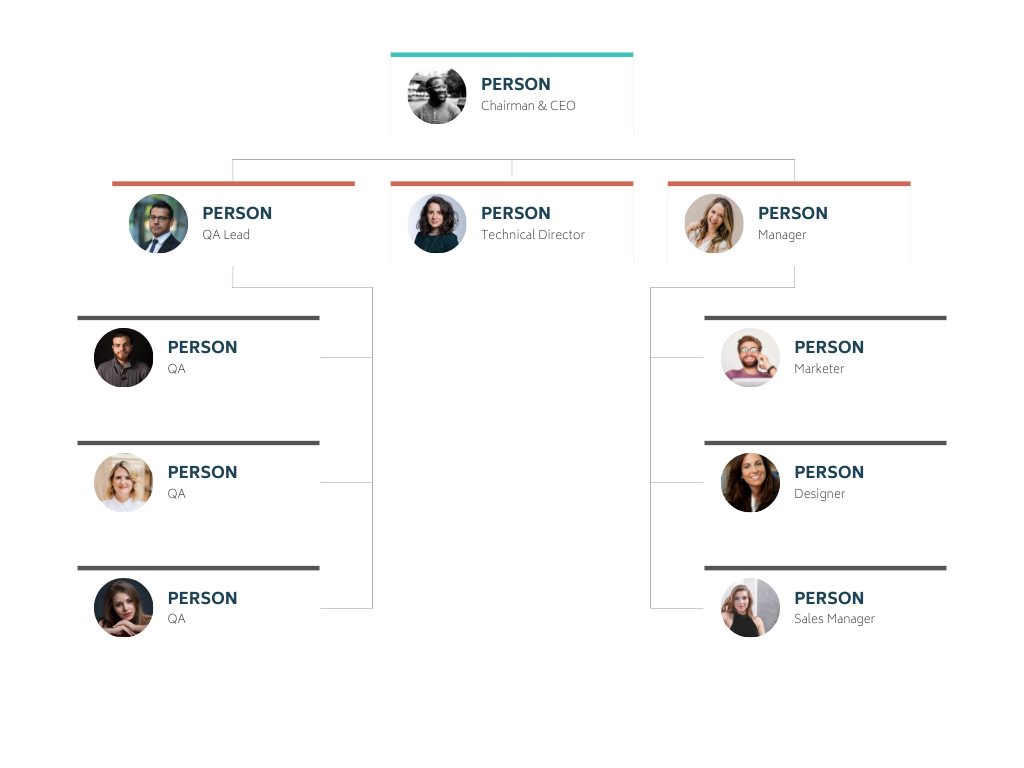 PERSON
Chairman & CEO
PERSON
QA Lead
PERSON
Technical Director
PERSON
Manager
PERSON
QA
PERSON
Marketer
PERSON
QA
PERSON
Designer
PERSON
QA
PERSON
Sales Manager